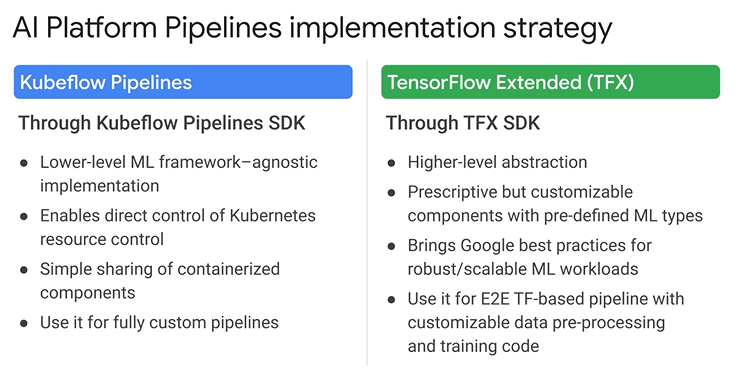 AI Platform Pipelines implementation strategy
Kubeflow Pipelines
Through Kubeflow Pipelines SDK
● Lower-level ML framework–agnostic
implementation
● Enables direct control of Kubernetes
resource control
● Simple sharing of containerized
components
● Use it for fully custom pipelines
TensorFlow Extended (TFX)
Through TFX SDK
● Higher-level abstraction
● Prescriptive but customizable
components with pre-defined ML types
● Brings Google best practices for
robust/scalable ML workloads
● Use it for E2E TF-based pipeline with
customizable data pre-processing
and training code